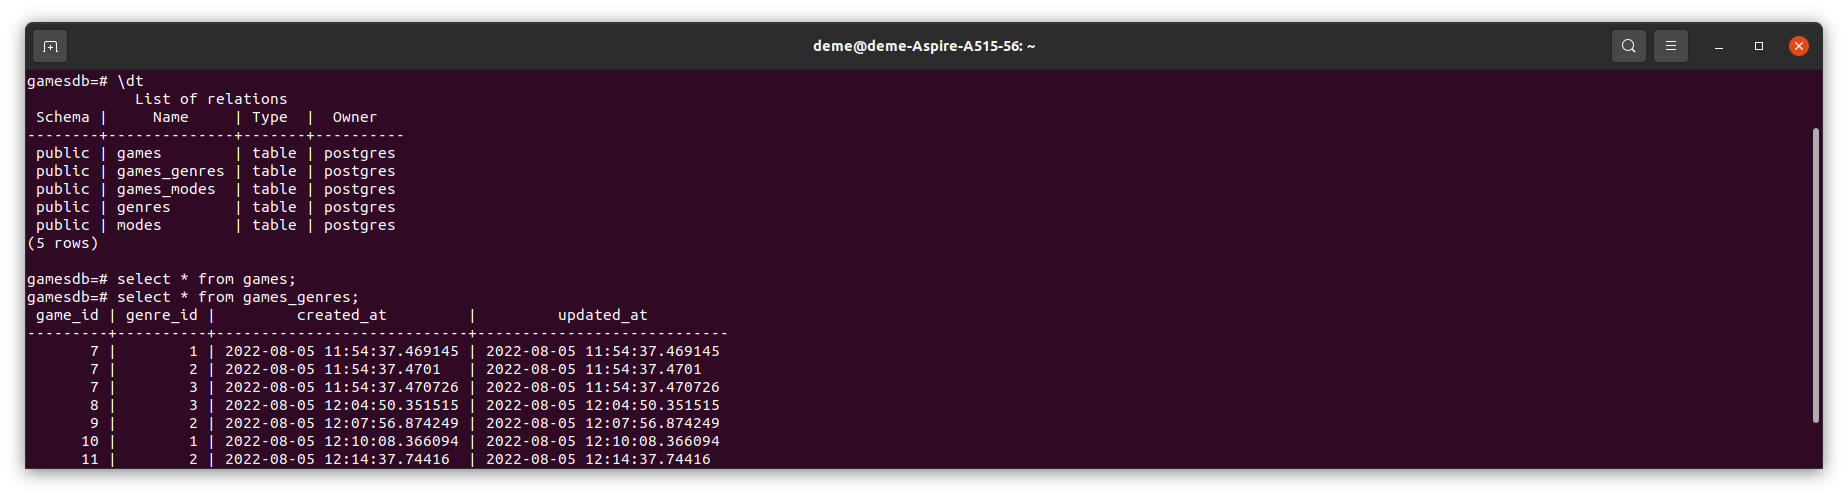 deme@deme-Aspire-A515-56: ~
gamesdb=# \dt
            List of relations
 Schema |     Name     | Type  |  Owner
--------+--------------+-------+----------
 public | games        | table | postgres
 public | games_genres | table | postgres
 public | games_modes  | table | postgres
 public | genres       | table | postgres
 public | modes        | table | postgres
(5 rows)

gamesdb=# select * from games;
gamesdb=# select * from games_genres;
 game_id | genre_id |         created_at         |         updated_at
---------+----------+----------------------------+----------------------------
       7 |        1 | 2022-08-05 11:54:37.469145 | 2022-08-05 11:54:37.469145
       7 |        2 | 2022-08-05 11:54:37.4701   | 2022-08-05 11:54:37.4701
       7 |        3 | 2022-08-05 11:54:37.470726 | 2022-08-05 11:54:37.470726
       8 |        3 | 2022-08-05 12:04:50.351515 | 2022-08-05 12:04:50.351515
       9 |        2 | 2022-08-05 12:07:56.874249 | 2022-08-05 12:07:56.874249
      10 |        1 | 2022-08-05 12:10:08.366094 | 2022-08-05 12:10:08.366094
      11 |        2 | 2022-08-05 12:14:37.74416  | 2022-08-05 12:14:37.74416